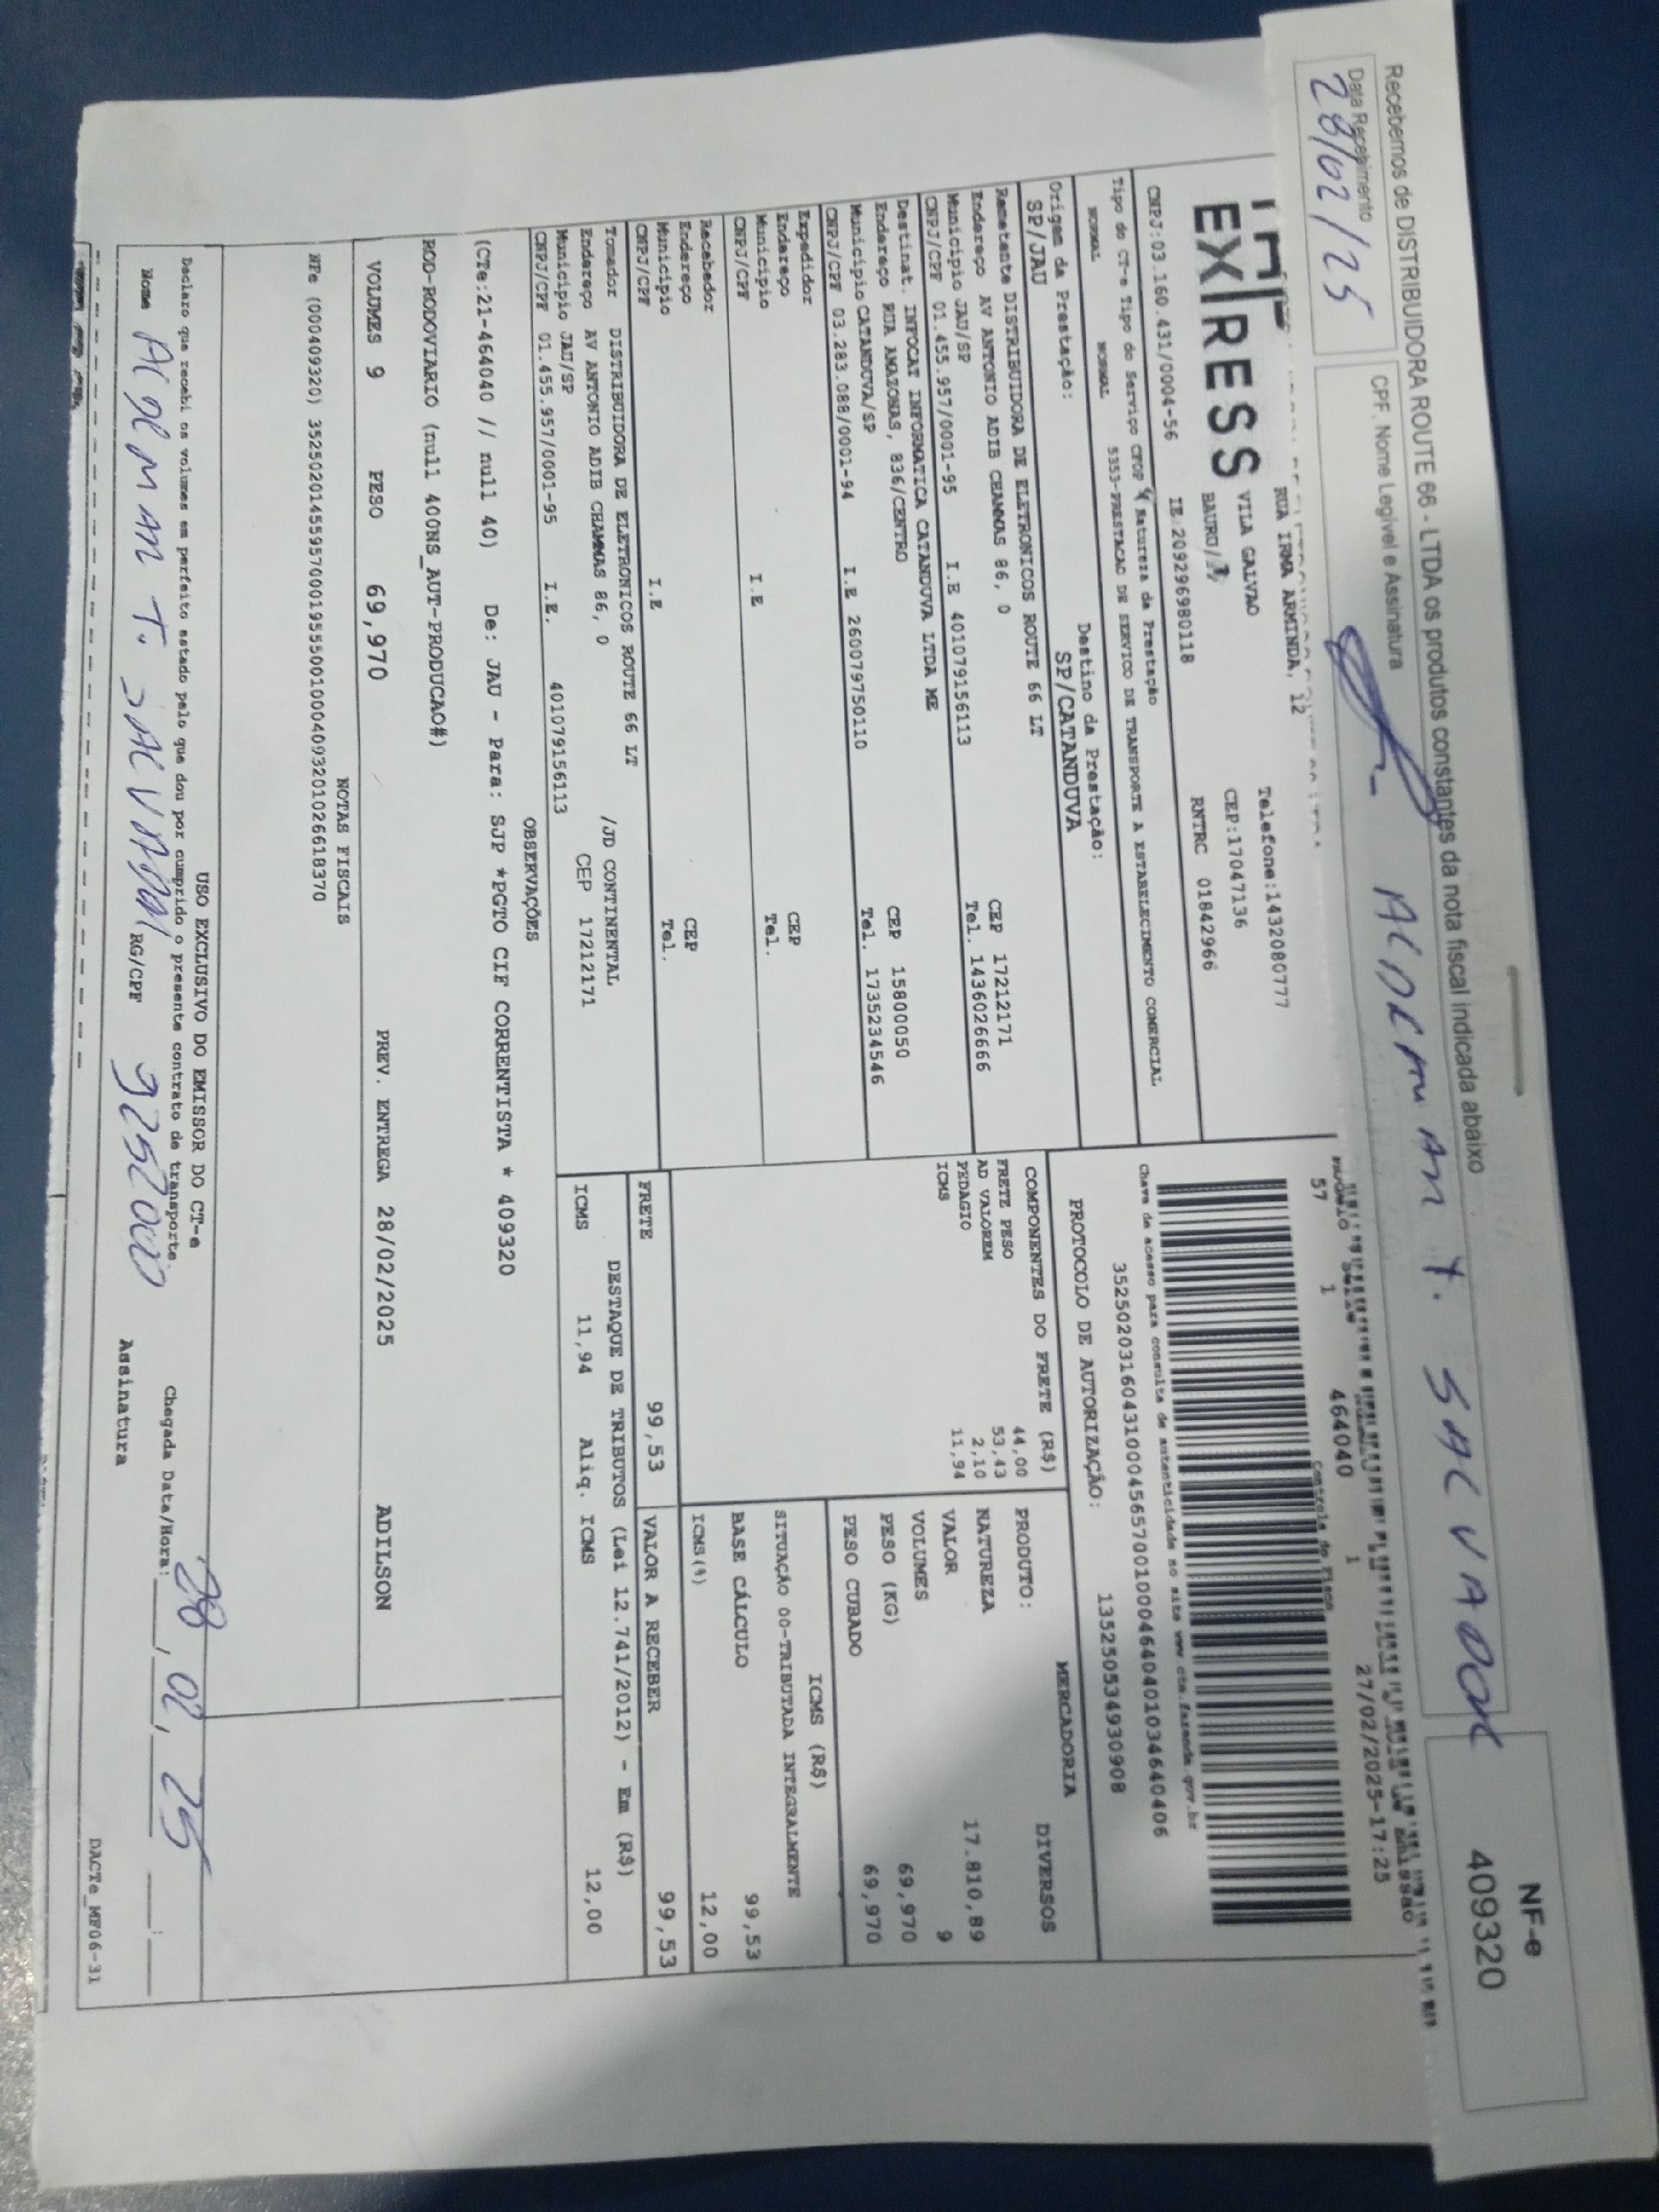 Recebemos de DISTRIBUIDORA ROUTE 66 - LTDA os produtos constantes da nota fiscal indicada abaixo
Data Recebimento
28/02/25
CPF, Nome Legivel e Assinatura
NF-e
409320
EXPRESS
RUA IRMA ARMINDA, 12
VILA GALVAO
BAURU/
Telefone:1432080777
CEP:17047136
CNPJ:03.160.431/0004-56 IE:209296980118 RNTRC 01842966
57 1 464040 1 27/02/2025-17:25
Controle do Fisco
Tipo do CT-e Tipo do Serviço CFOP / Natureza da Prestação
NORMAL NORMAL 5353-PRESTACAO DE SERVICO DE TRANSPORTE A ESTABELECIMENTO COMERCIAL
Chave de acesso para consulta de autenticidade no site www.cte.fazenda.gov.br
PROTOCOLO DE AUTORIZAÇÃO: 135250534930908
Origem da Prestação: Destino da Prestação:
SP/JAU SP/CATANDUVA
Remetente DISTRIBUIDORA DE ELETRONICOS ROUTE 66 LT
Endereço AV ANTONIO ADIB CHAMMAS 86, 0 CEP 17212171
Municipio JAU/SP Tel. 1436026666
CNPJ/CPF 01.455.957/0001-95 I.E 401079156113
Destinat. INFOCAT INFORMATICA CATANDUVA LTDA ME
Endereço RUA AMAZONAS, 836/CENTRO CEP 15800050
Municipio CATANDUVA/SP Tel. 1735234546
CNPJ/CPF 03.283.088/0001-94 I.E 260079750110
Expedidor
Endereço CEP
Municipio Tel.
CNPJ/CPF I.E
Recebedor
Endereço CEP
Municipio Tel.
CNPJ/CPF I.E
Tomador DISTRIBUIDORA DE ELETRONICOS ROUTE 66 LT
Endereço AV ANTONIO ADIB CHAMMAS 86, 0 /JD CONTINENTAL
Municipio JAU/SP CEP 17212171
CNPJ/CPF 01.455.957/0001-95 I.E. 401079156113
COMPONENTES DO FRETE (R$)
FRETE PESO 44,00
AD VALOREM 53,43
PEDAGIO 2,10
ICMS 11,94
MERCADORIA
PRODUTO: DIVERSOS
NATUREZA
VALOR 17.810,89
VOLUMES 9
PESO (KG) 69,970
PESO CUBADO 69,970
ICMS (R$)
SITUAÇÃO 00-TRIBUTADA INTEGRALMENTE
BASE CÁLCULO 99,53
ICMS(%) 12,00
FRETE 99,53 VALOR A RECEBER 99,53
DESTAQUE DE TRIBUTOS (Lei 12.741/2012) - Em (R$)
ICMS 11,94 Aliq. ICMS 12,00
OBSERVAÇÕES
(CTe:21-464040 // null 40) De: JAU - Para: SJP *PGTO CIF CORRENTISTA * 409320
ROD-RODOVIARIO (null 400NS_AUT-PRODUCAO#)
VOLUMES 9 PESO 69,970 PREV. ENTREGA 28/02/2025 ADILSON
NOTAS FISCAIS
NFe (000409320) 35250201455957000195550010004093201026618370
USO EXCLUSIVO DO EMISSOR DO CT-e
Declaro que recebi os volumes em perfeito estado pelo que dou por cumprido o presente contrato de transporte.
Chegada Data/Hora: 28, 02, 25
Nome RG/CPF Assinatura
DACTe_MF06-31